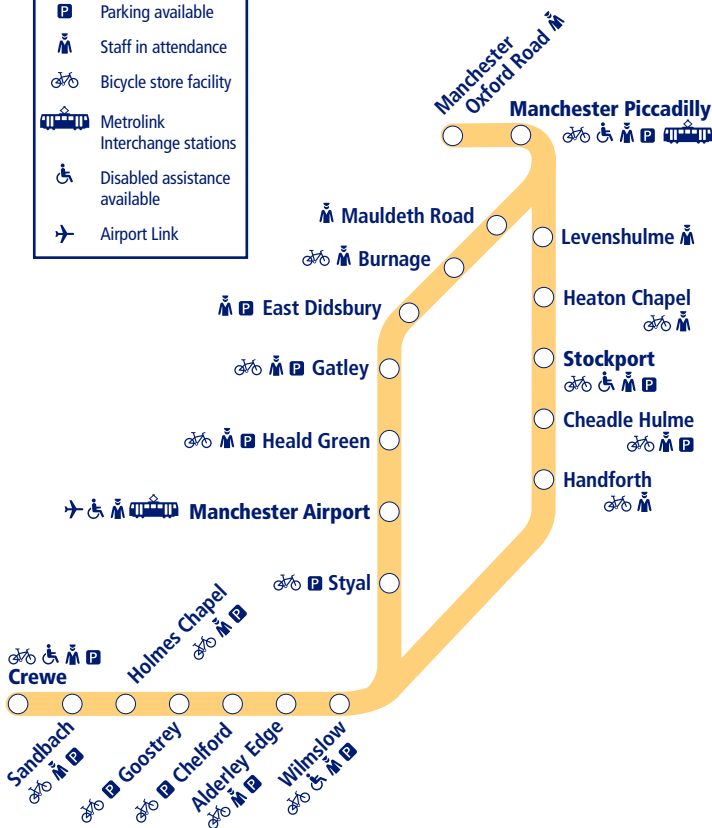 P Parking available
Staff in attendance
Bicycle store facility
Metrolink
Interchange stations
Disabled assistance
available
Airport Link
Manchester
Oxford Road
Manchester Piccadilly
P
Mauldeth Road
Levenshulme
Burnage
Heaton Chapel
P East Didsbury
Stockport
P
P Gatley
Cheadle Hulme
P
P Heald Green
Handforth
Manchester Airport
P Styal
Holmes Chapel
P
P
Crewe
Sandbach
P
P Goostrey
P Chelford
Alderley Edge
P
Wilmslow
P